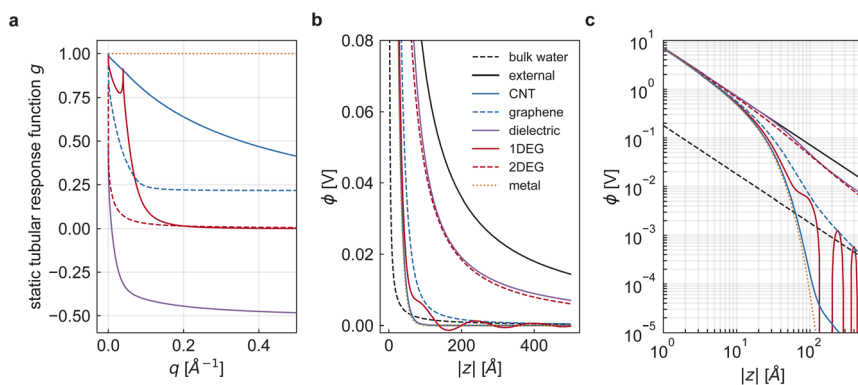 a
1.00
0.75
0.50
0.25
0.00
−0.25
−0.50
static tubular response function g
0.0
0.2
0.4
q [Å⁻¹]
b
0.08
0.06
0.04
0.02
0.00
ϕ [V]
0
200
400
|z| [Å]
bulk water
external
CNT
graphene
dielectric
1DEG
2DEG
metal
c
10¹
10⁰
10⁻¹
10⁻²
10⁻³
10⁻⁴
10⁻⁵
ϕ [V]
10⁰
10¹
10²
|z| [Å]